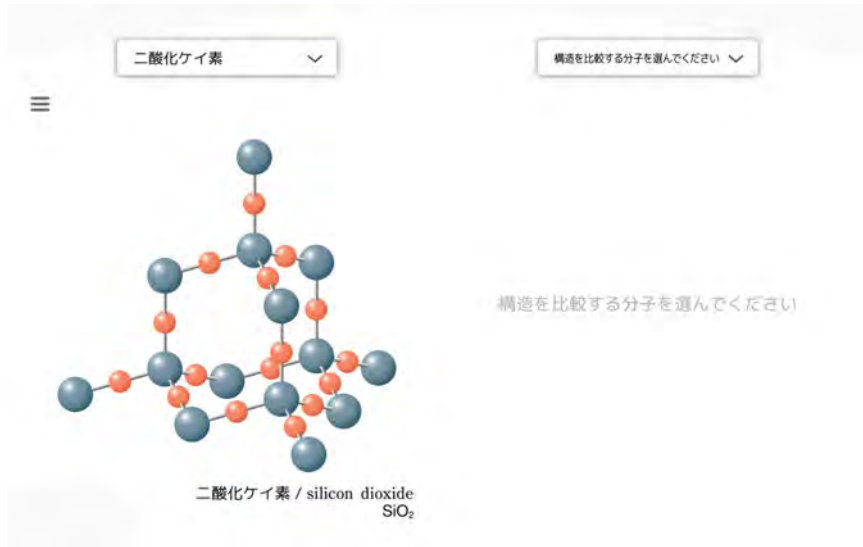 二酸化ケイ素
構造を比較する分子を選んでください
構造を比較する分子を選んでください
二酸化ケイ素 / silicon dioxide
SiO₂